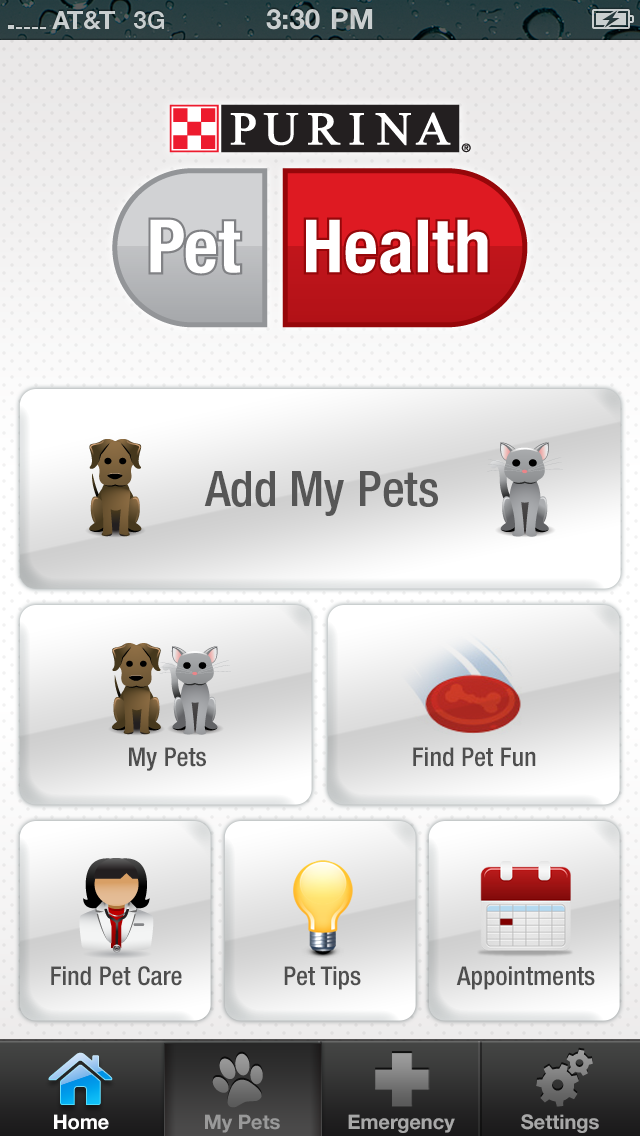 AT&T 3G 3:30 PM
PURINA®
Pet Health
Add My Pets
My Pets Find Pet Fun
Find Pet Care Pet Tips Appointments
Home My Pets Emergency Settings